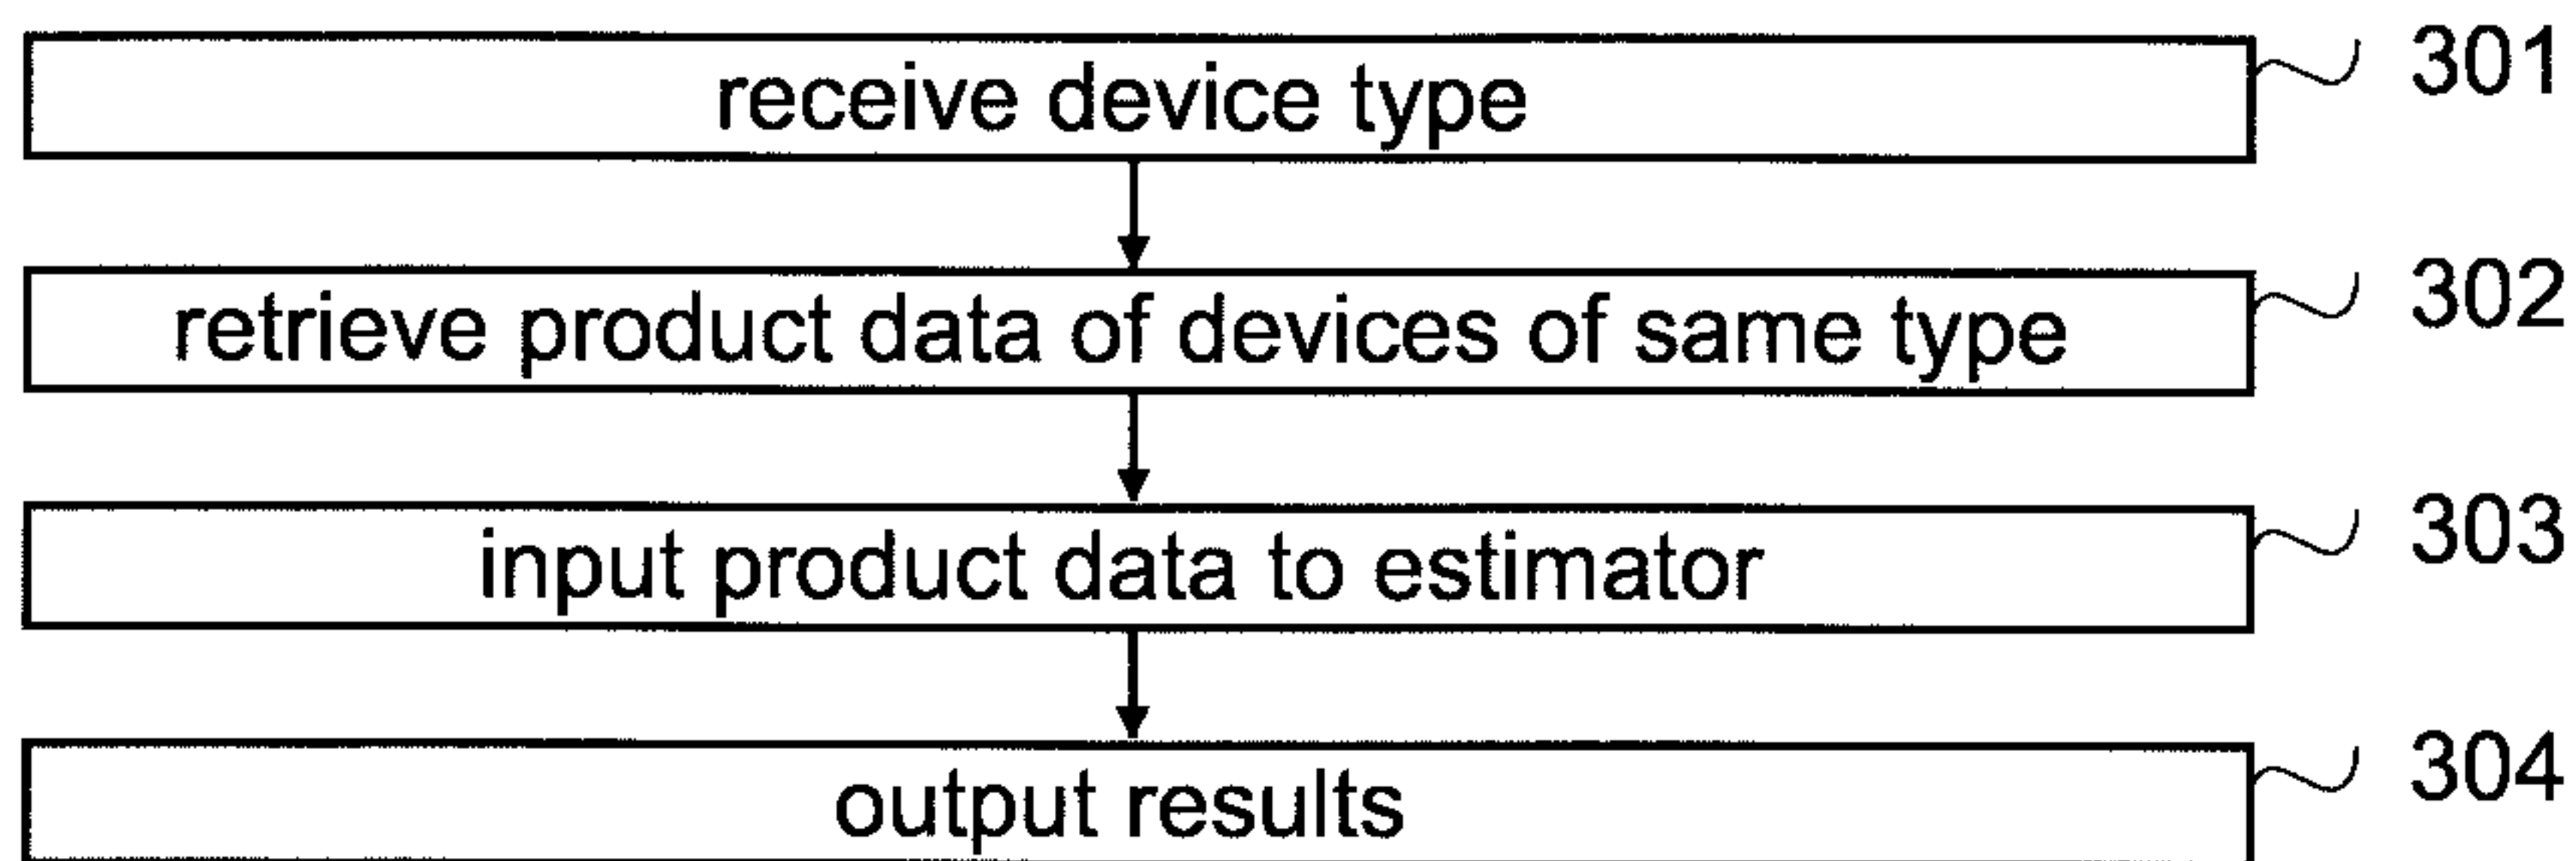 receive device type 301
retrieve product data of devices of same type 302
input product data to estimator 303
output results 304